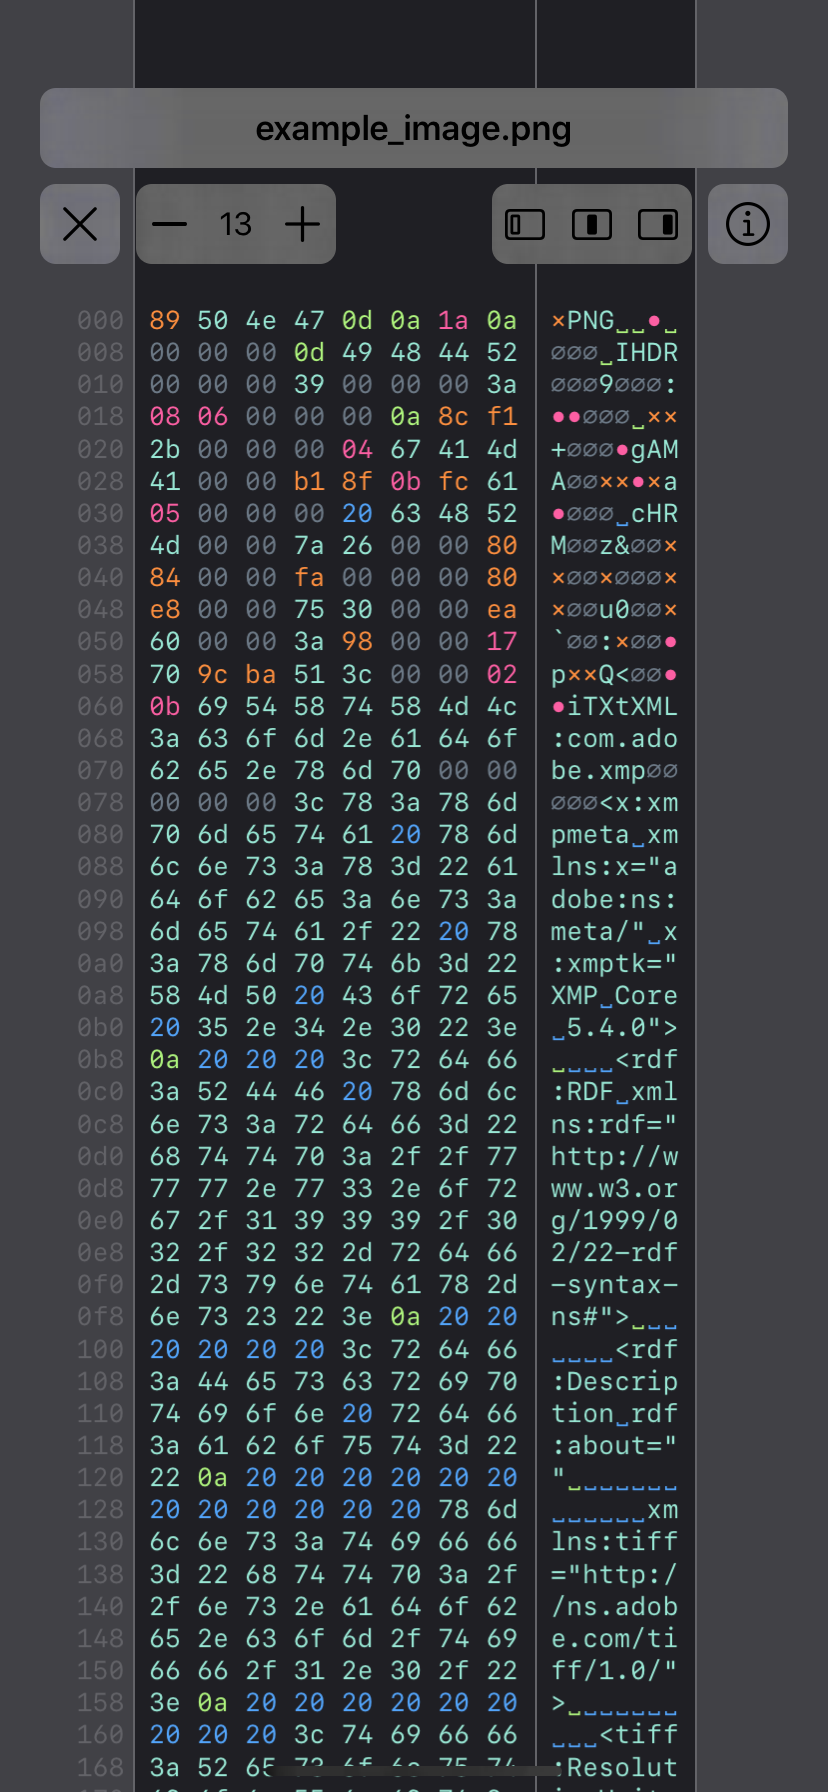 example_image.png
13
000 89 50 4e 47 0d 0a 1a 0a ×PNG␣␣•␣
008 00 00 00 0d 49 48 44 52 ∅∅∅␣IHDR
010 00 00 00 39 00 00 00 3a ∅∅∅9∅∅∅:
018 08 06 00 00 00 0a 8c f1 ••∅∅∅␣××
020 2b 00 00 00 04 67 41 4d +∅∅∅•gAM
028 41 00 00 b1 8f 0b fc 61 A∅∅××•×a
030 05 00 00 00 20 63 48 52 •∅∅∅␣cHR
038 4d 00 00 7a 26 00 00 80 M∅∅z&∅∅×
040 84 00 00 fa 00 00 00 80 ×∅∅×∅∅∅×
048 e8 00 00 75 30 00 00 ea ×∅∅u0∅∅×
050 60 00 00 3a 98 00 00 17 `∅∅:×∅∅•
058 70 9c ba 51 3c 00 00 02 p××Q<∅∅•
060 0b 69 54 58 74 58 4d 4c •iTXtXML
068 3a 63 6f 6d 2e 61 64 6f :com.ado
070 62 65 2e 78 6d 70 00 00 be.xmp∅∅
078 00 00 00 3c 78 3a 78 6d ∅∅∅<x:xm
080 70 6d 65 74 61 20 78 6d pmeta␣xm
088 6c 6e 73 3a 78 3d 22 61 lns:x="a
090 64 6f 62 65 3a 6e 73 3a dobe:ns:
098 6d 65 74 61 2f 22 20 78 meta/"␣x
0a0 3a 78 6d 70 74 6b 3d 22 :xmptk="
0a8 58 4d 50 20 43 6f 72 65 XMP␣Core
0b0 20 35 2e 34 2e 30 22 3e ␣5.4.0">
0b8 0a 20 20 20 3c 72 64 66 ␣␣␣␣<rdf
0c0 3a 52 44 46 20 78 6d 6c :RDF␣xml
0c8 6e 73 3a 72 64 66 3d 22 ns:rdf="
0d0 68 74 74 70 3a 2f 2f 77 http://w
0d8 77 77 2e 77 33 2e 6f 72 ww.w3.or
0e0 67 2f 31 39 39 39 2f 30 g/1999/0
0e8 32 2f 32 32 2d 72 64 66 2/22-rdf
0f0 2d 73 79 6e 74 61 78 2d -syntax-
0f8 6e 73 23 22 3e 0a 20 20 ns#">␣␣␣
100 20 20 20 20 3c 72 64 66 ␣␣␣␣<rdf
108 3a 44 65 73 63 72 69 70 :Descrip
110 74 69 6f 6e 20 72 64 66 tion␣rdf
118 3a 61 62 6f 75 74 3d 22 :about="
120 22 0a 20 20 20 20 20 20 "␣␣␣␣␣␣␣
128 20 20 20 20 20 20 78 6d ␣␣␣␣␣␣xm
130 6c 6e 73 3a 74 69 66 66 lns:tiff
138 3d 22 68 74 74 70 3a 2f ="http:/
140 2f 6e 73 2e 61 64 6f 62 /ns.adob
148 65 2e 63 6f 6d 2f 74 69 e.com/ti
150 66 66 2f 31 2e 30 2f 22 ff/1.0/"
158 3e 0a 20 20 20 20 20 20 >␣␣␣␣␣␣␣
160 20 20 20 3c 74 69 66 66 ␣␣␣<tiff
168 3a 52 65 73 6f 6c 75 74 :Resolut